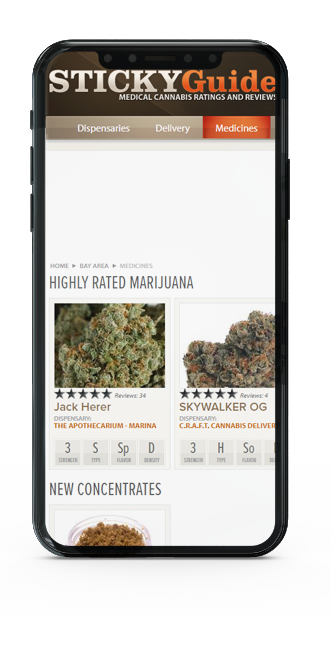 STICKYGuide
MEDICAL CANNABIS RATINGS AND REVIEWS
Dispensaries Delivery Medicines
HOME ▶ BAY AREA ▶ MEDICINES
HIGHLY RATED MARIJUANA
Reviews: 34
Jack Herer
DISPENSARY:
THE APOTHECARIUM - MARINA
3 S Sp D
STRENGTH TYPE FLAVOR DENSITY
Reviews: 4
SKYWALKER OG
DISPENSARY:
C.R.A.F.T. CANNABIS DELIVER
3 H So D
STRENGTH TYPE FLAVOR
NEW CONCENTRATES